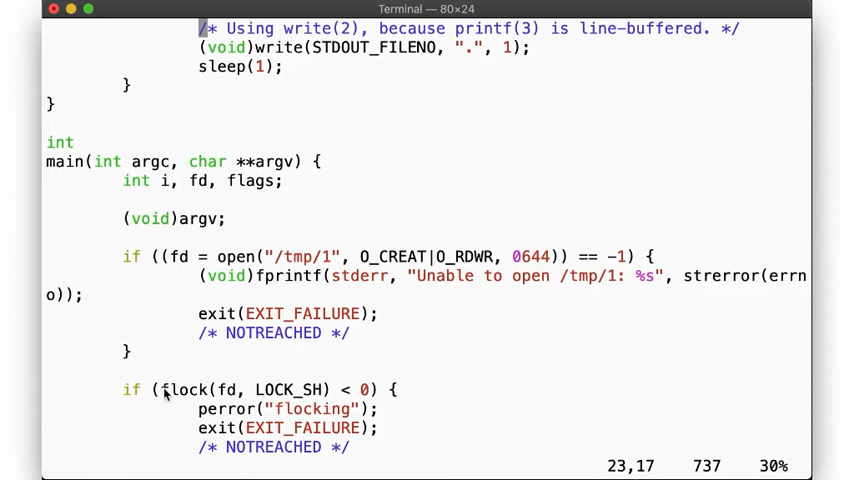 Terminal — 80×24
/* Using write(2), because printf(3) is line-buffered. */
(void)write(STDOUT_FILENO, ".", 1);
sleep(1);
}
}
int
main(int argc, char **argv) {
int i, fd, flags;
(void)argv;
if ((fd = open("/tmp/1", O_CREAT|O_RDWR, 0644)) == -1) {
(void)fprintf(stderr, "Unable to open /tmp/1: %s", strerror(errn
o));
exit(EXIT_FAILURE);
/* NOTREACHED */
}
if (flock(fd, LOCK_SH) < 0) {
perror("flocking");
exit(EXIT_FAILURE);
/* NOTREACHED */
23,17 737 30%